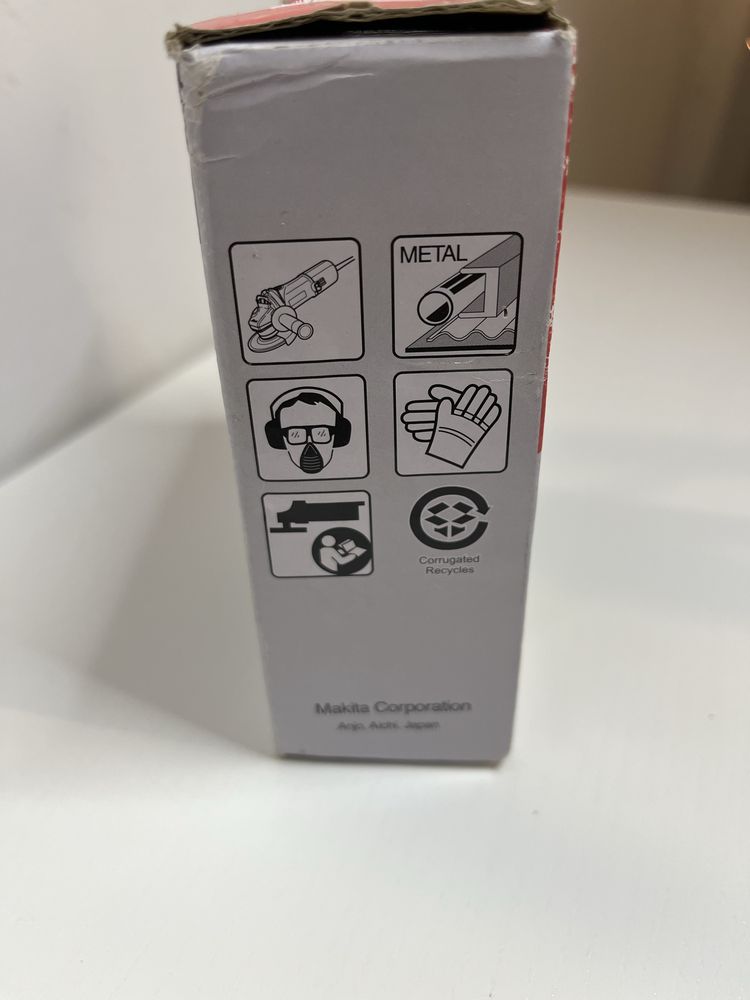 METAL
Corrugated
Recycles
Makita Corporation
Anjo, Aichi, Japan